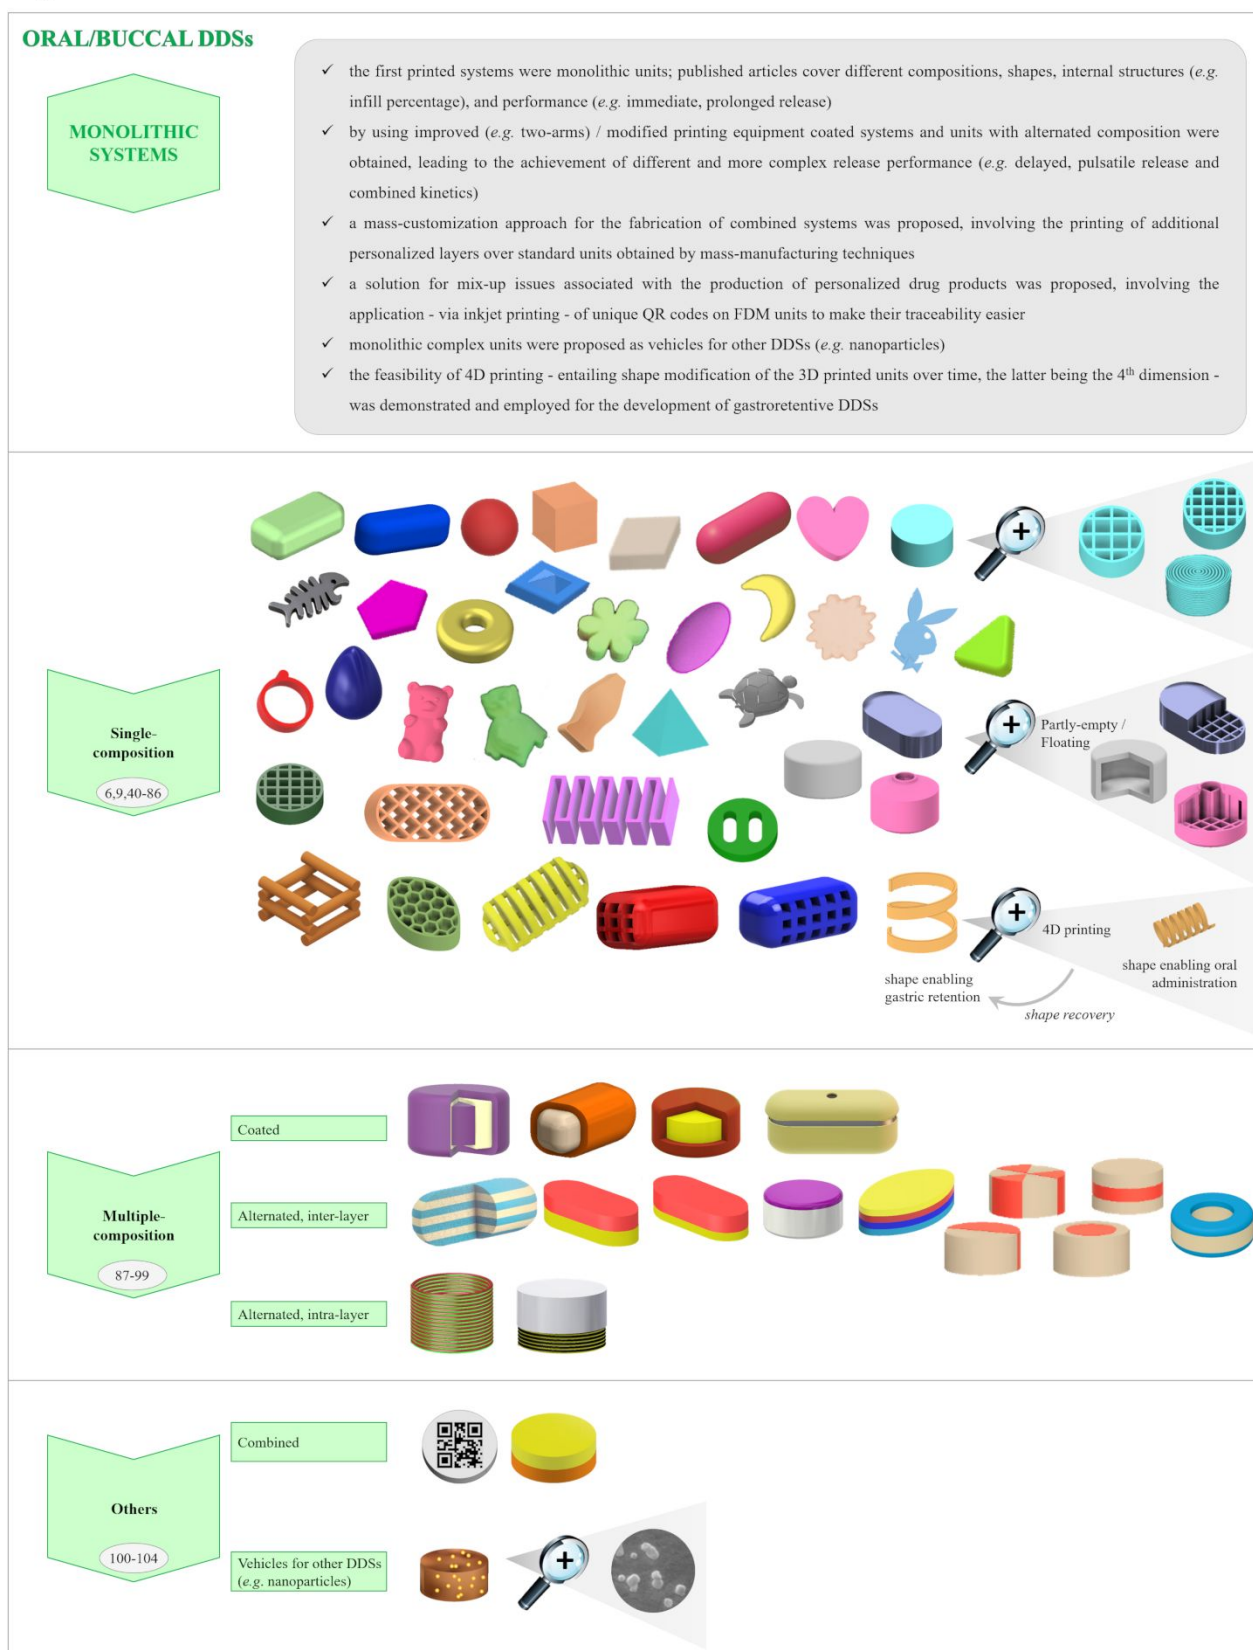 ORAL/BUCCAL DDSs
MONOLITHIC
SYSTEMS
✓ the first printed systems were monolithic units; published articles cover different compositions, shapes, internal structures (e.g.
infill percentage), and performance (e.g. immediate, prolonged release)
✓ by using improved (e.g. two-arms) / modified printing equipment coated systems and units with alternated composition were
obtained, leading to the achievement of different and more complex release performance (e.g. delayed, pulsatile release and
combined kinetics)
✓ a mass-customization approach for the fabrication of combined systems was proposed, involving the printing of additional
personalized layers over standard units obtained by mass-manufacturing techniques
✓ a solution for mix-up issues associated with the production of personalized drug products was proposed, involving the
application - via inkjet printing - of unique QR codes on FDM units to make their traceability easier
✓ monolithic complex units were proposed as vehicles for other DDSs (e.g. nanoparticles)
✓ the feasibility of 4D printing - entailing shape modification of the 3D printed units over time, the latter being the 4th dimension -
was demonstrated and employed for the development of gastroretentive DDSs
Single-
composition
6,9,40-86
Partly-empty /
Floating
4D printing
shape enabling
gastric retention
shape enabling oral
administration
shape recovery
Multiple-
composition
87-99
Coated
Alternated, inter-layer
Alternated, intra-layer
Others
100-104
Combined
Vehicles for other DDSs
(e.g. nanoparticles)